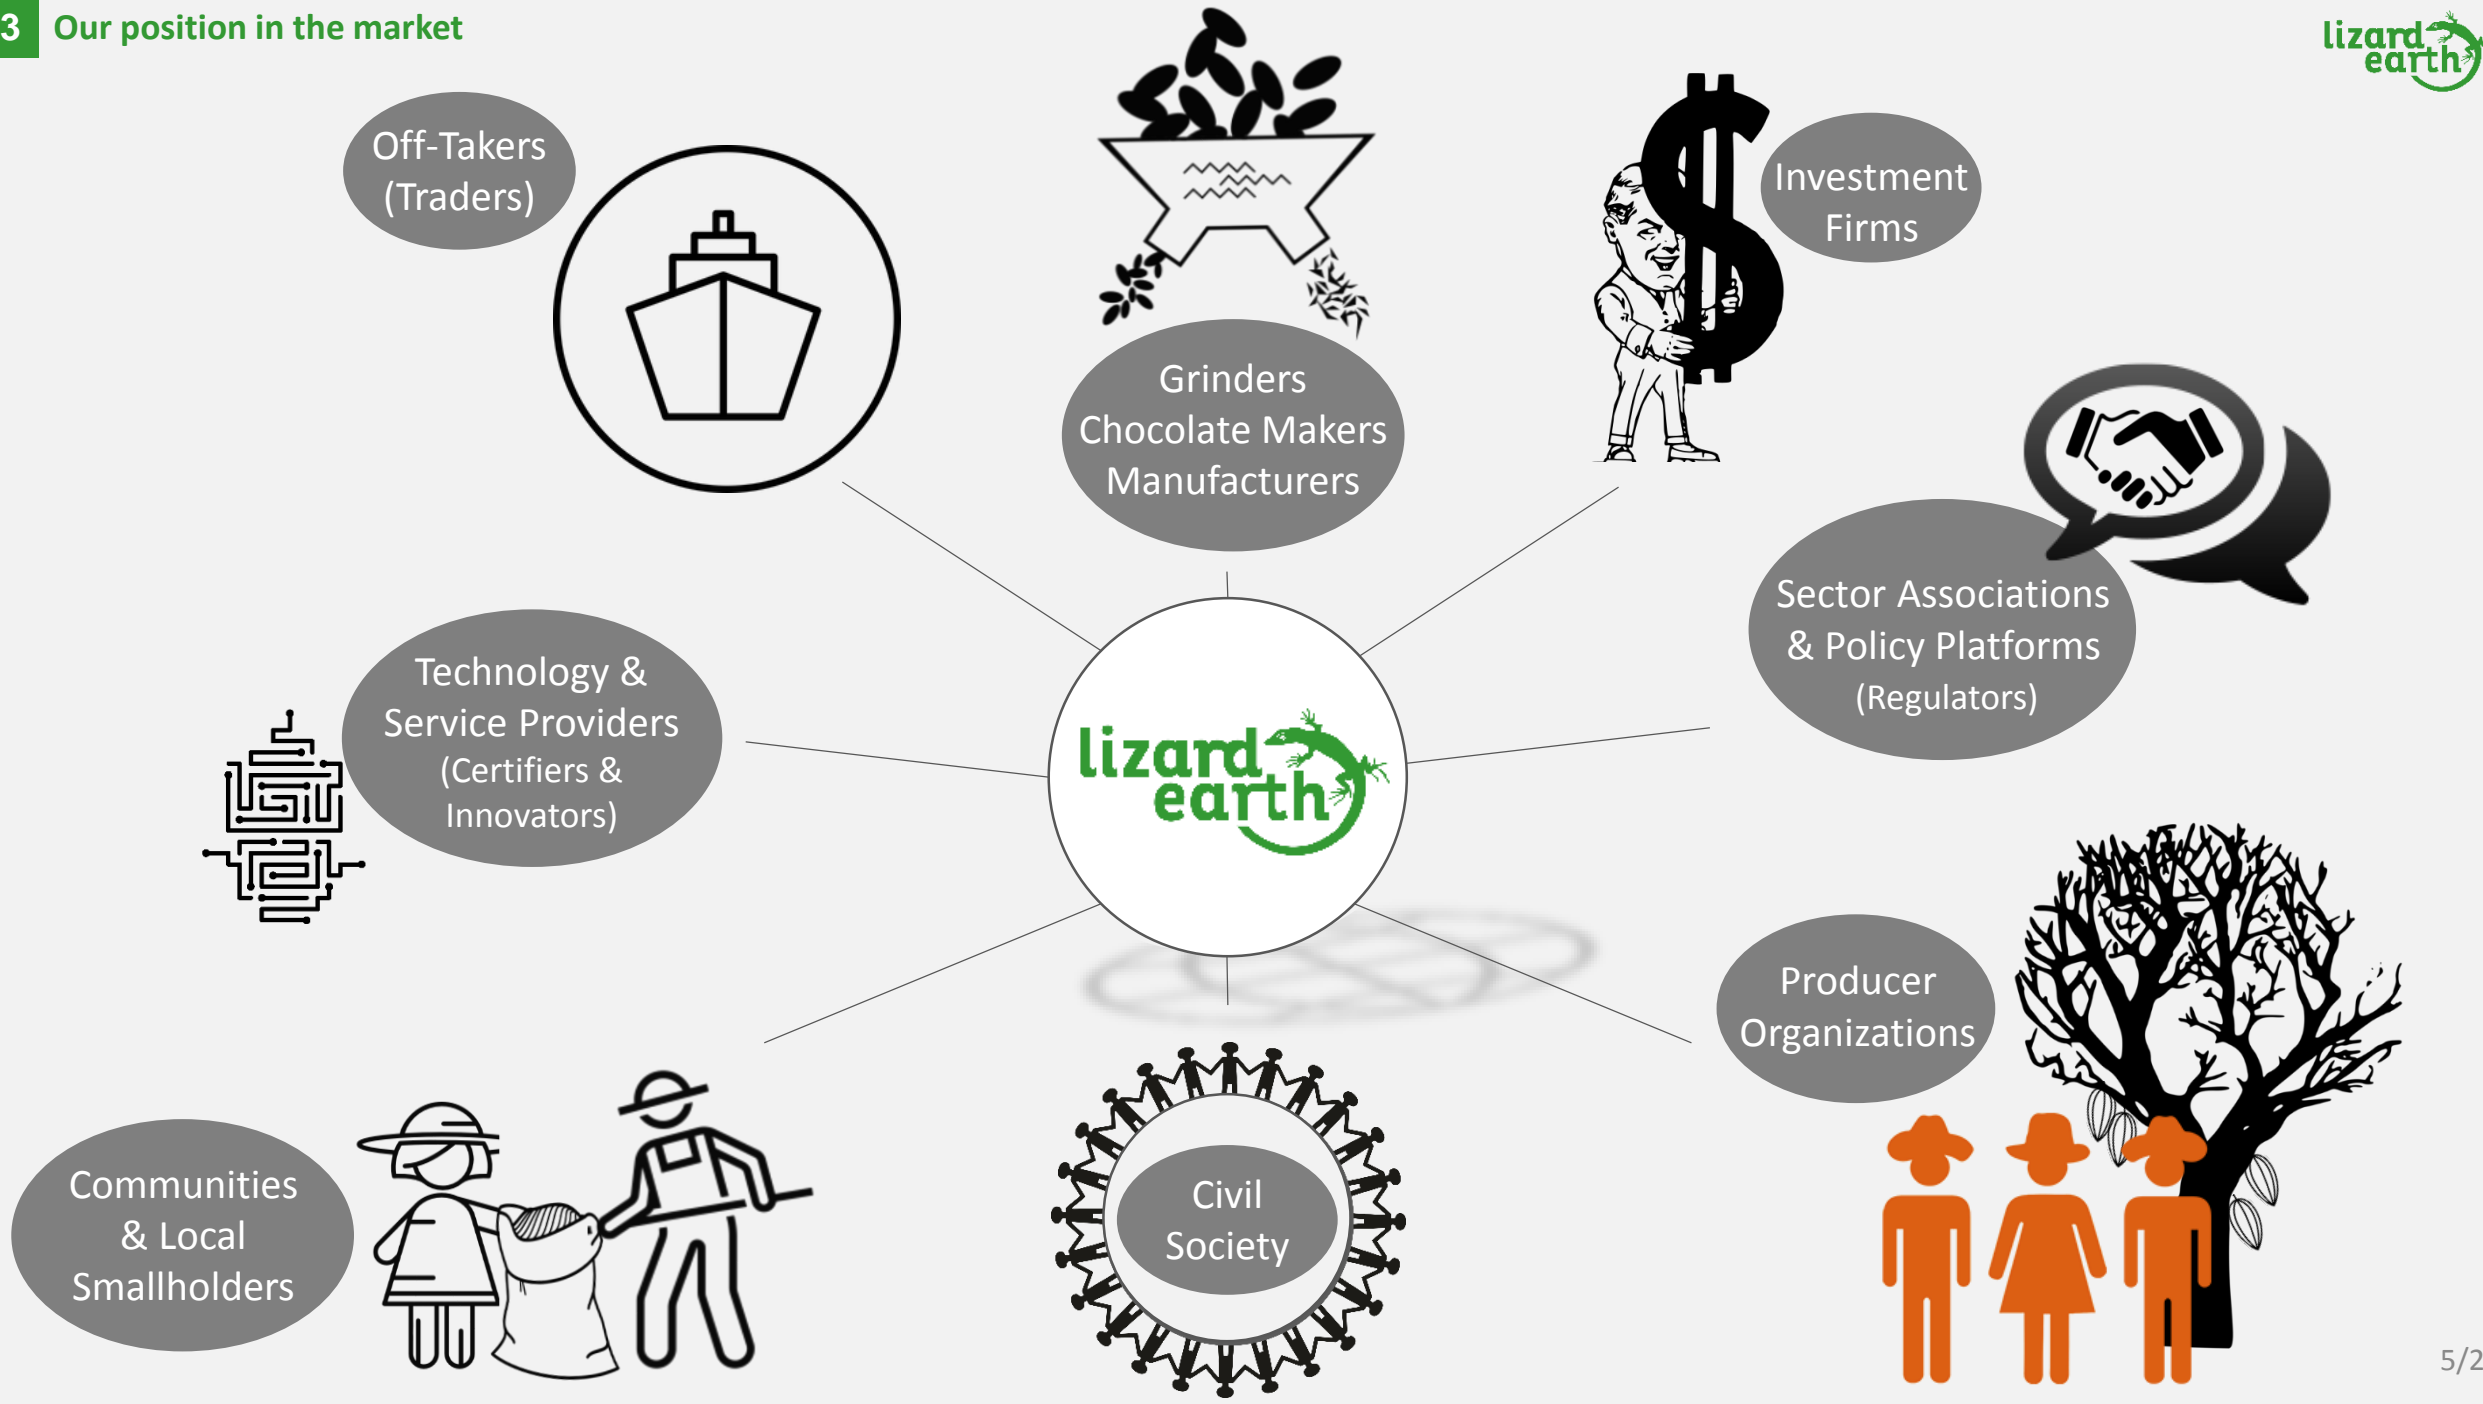 3 Our position in the market
lizard
earth
Off-Takers
(Traders)
Investment
Firms
Grinders
Chocolate Makers
Manufacturers
Sector Associations
& Policy Platforms
(Regulators)
Technology &
Service Providers
(Certifiers &
Innovators)
lizard
earth
Producer
Organizations
Communities
& Local
Smallholders
Civil
Society
5/2